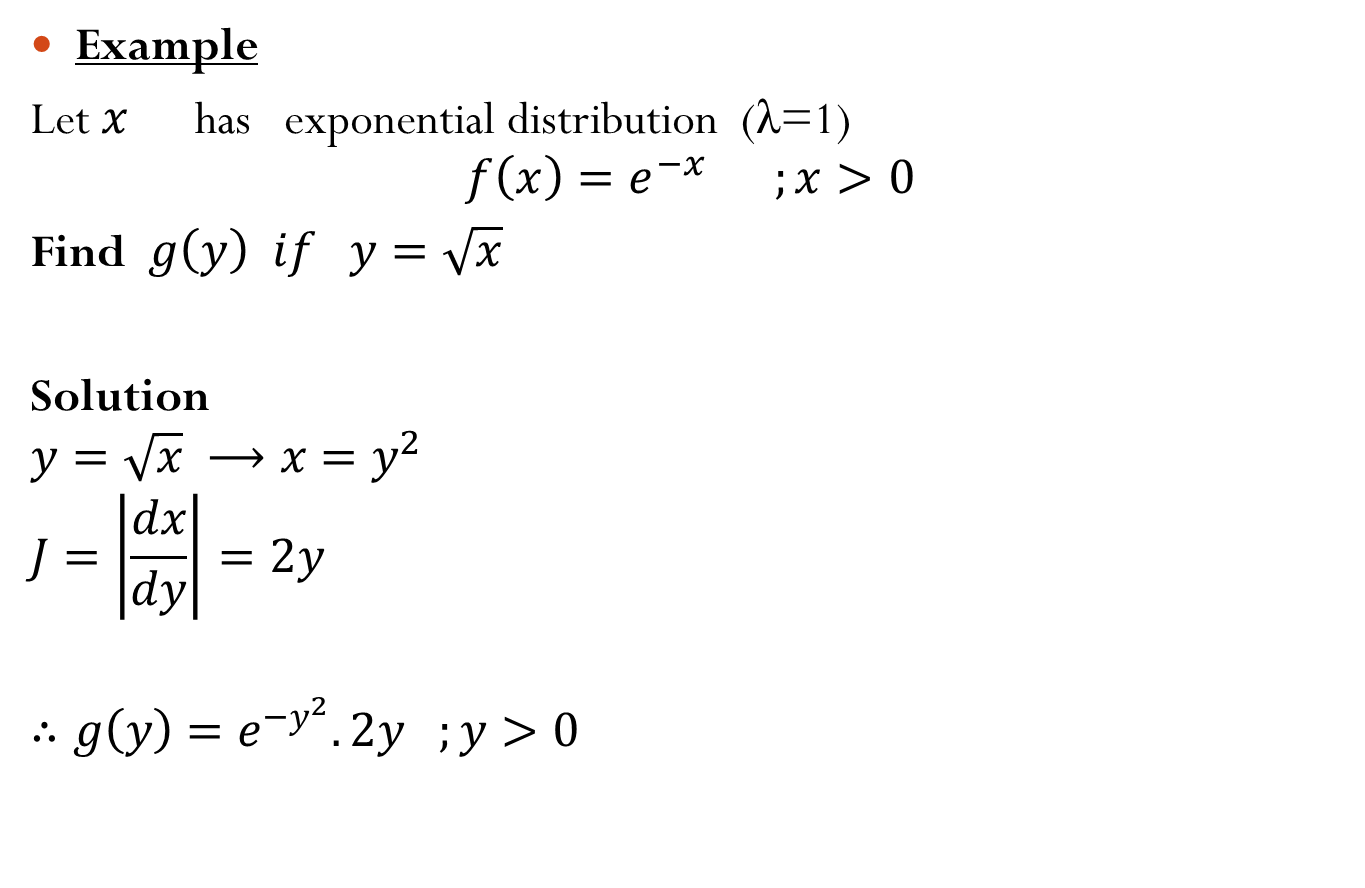 • Example
Let 𝑥 has exponential distribution (λ=1)
𝑓(𝑥) = 𝑒^{−𝑥} ; 𝑥 > 0
Find 𝑔(𝑦) 𝑖𝑓 𝑦 = √𝑥
Solution
𝑦 = √𝑥 ⟶ 𝑥 = 𝑦²
𝐽 = |𝑑𝑥/𝑑𝑦| = 2𝑦
∴ 𝑔(𝑦) = 𝑒^{−𝑦²}. 2𝑦 ; 𝑦 > 0